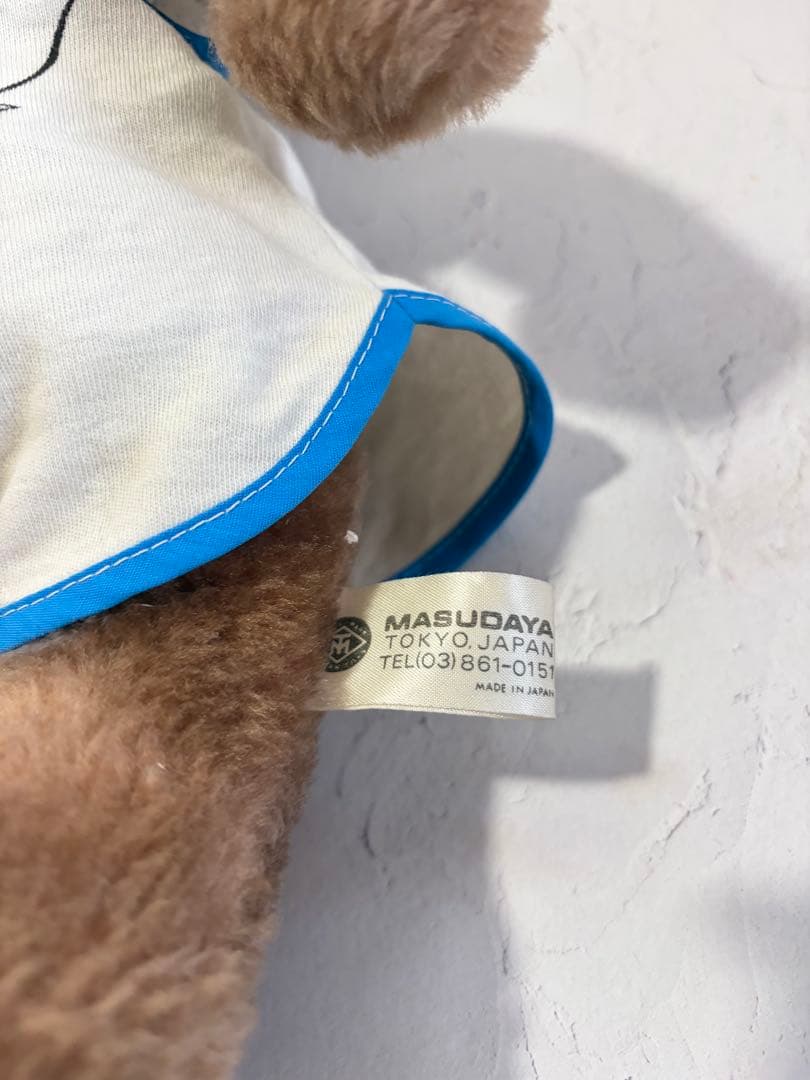 MASUDAYA
TOKYO, JAPAN
TEL(03)861-0151
MADE IN JAPAN